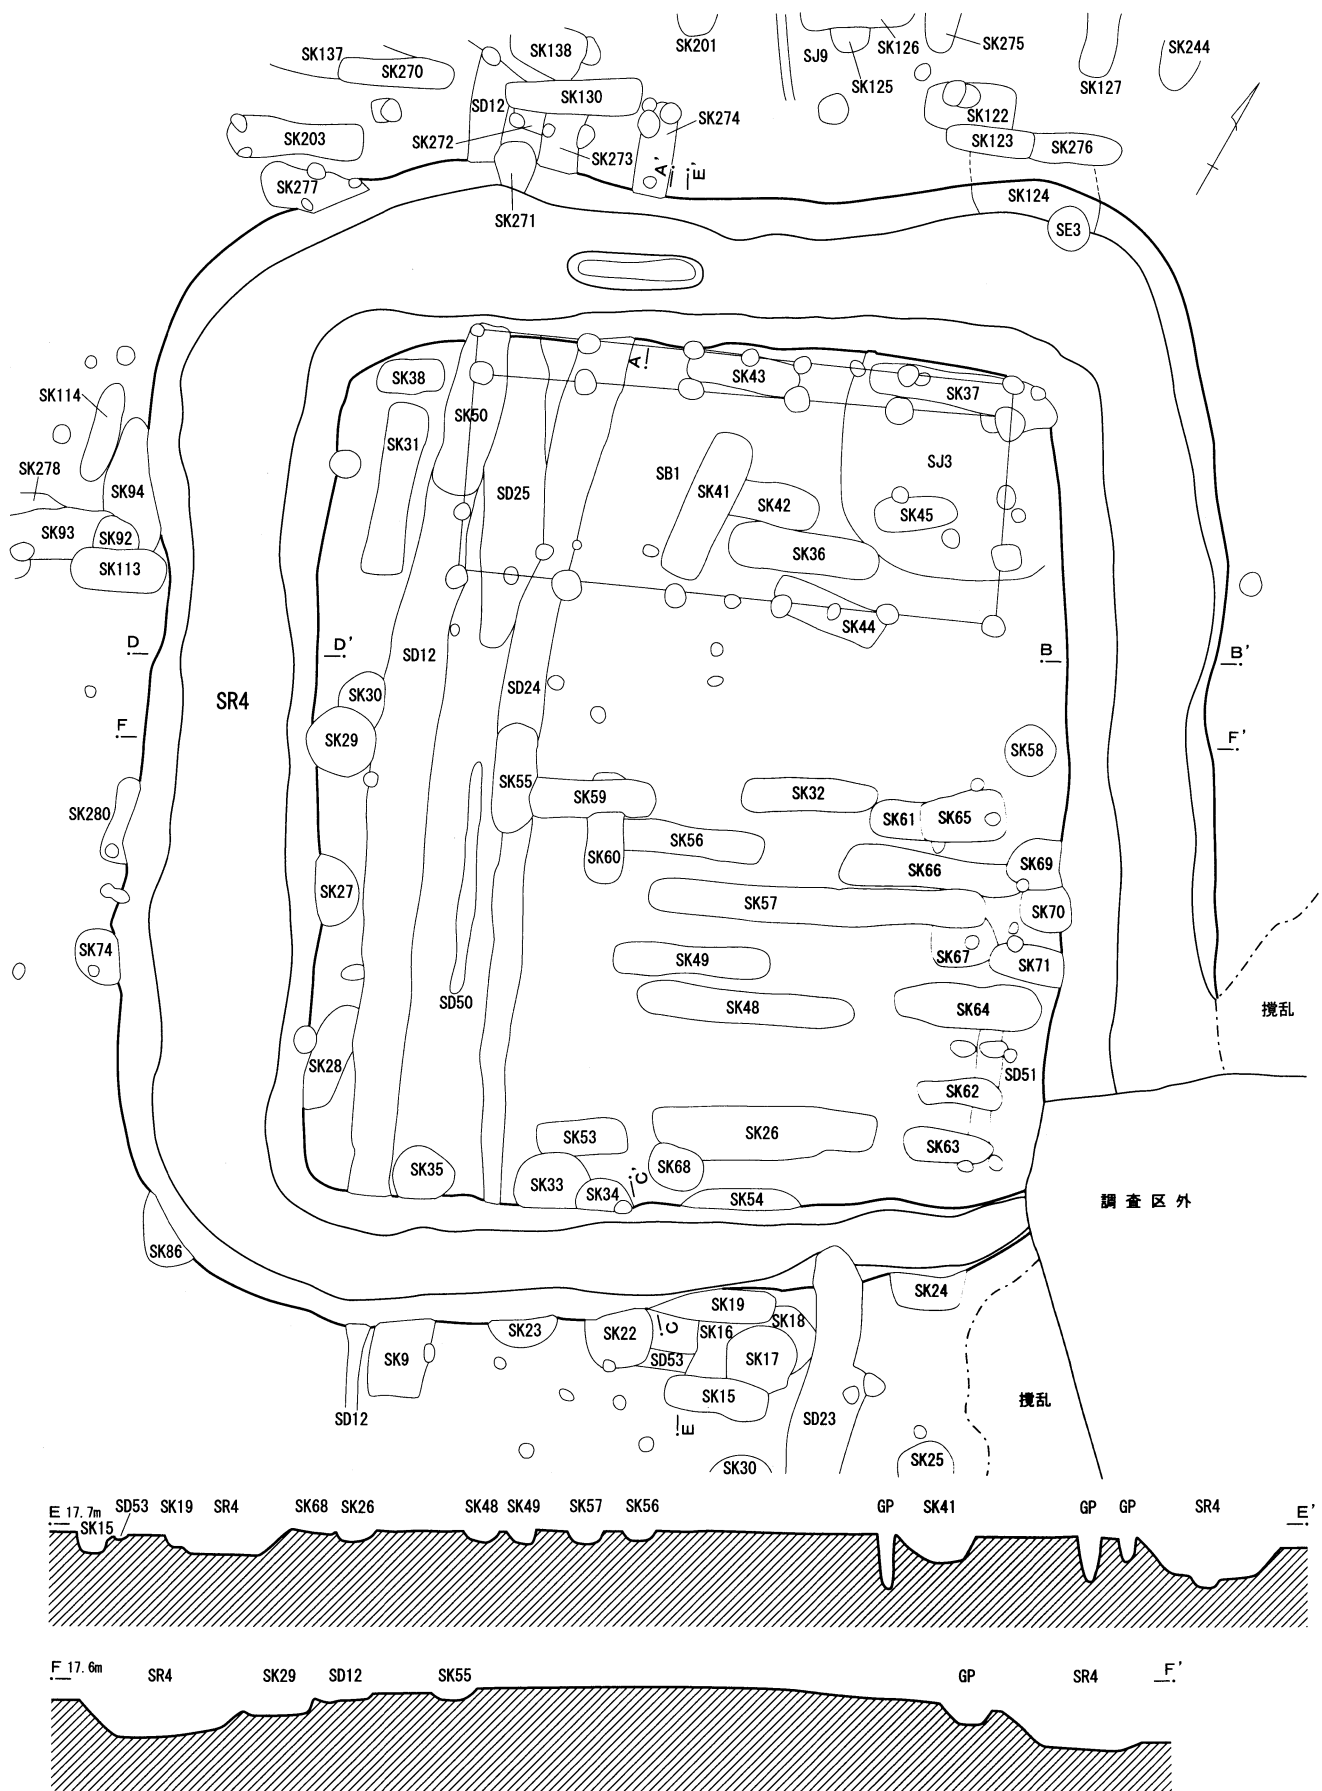 SK201
SK126
SK275
SK244
SK137
SK138
SJ9
SK125
SK127
SK270
SK130
SD12
SK274
SK122
SK203
SK272
SK273
SK123
SK276
A'
E'
SK277
SK124
SK271
SE3
A
SK38
SK43
SK37
SK114
SK50
SK31
SJ3
SK278
SK94
SD25
SB1
SK41
SK42
SK45
SK93
SK92
SK36
SK113
SK44
D
D'
SD12
B
B'
SR4
SK30
SD24
F
SK29
SK58
F'
SK55
SK280
SK59
SK32
SK61
SK65
SK60
SK56
SK66
SK69
SK27
SK57
SK70
SK74
SK49
SK67
SK71
SD50
SK48
SK64
攪乱
SK28
SD51
SK62
SK53
SK26
SK63
SK35
SK33
SK34
C'
SK68
SK54
調査区外
SK86
SK24
SK19
SK23
SK22
C
SK16
SK18
SK9
SD53
SK17
SK15
攪乱
SD12
E
SD23
SK30
SK25
E 17.7m
SK15
SD53
SK19
SR4
SK68
SK26
SK48
SK49
SK57
SK56
GP
SK41
GP
GP
SR4
E'
F 17.6m
SR4
SK29
SD12
SK55
GP
SR4
F'